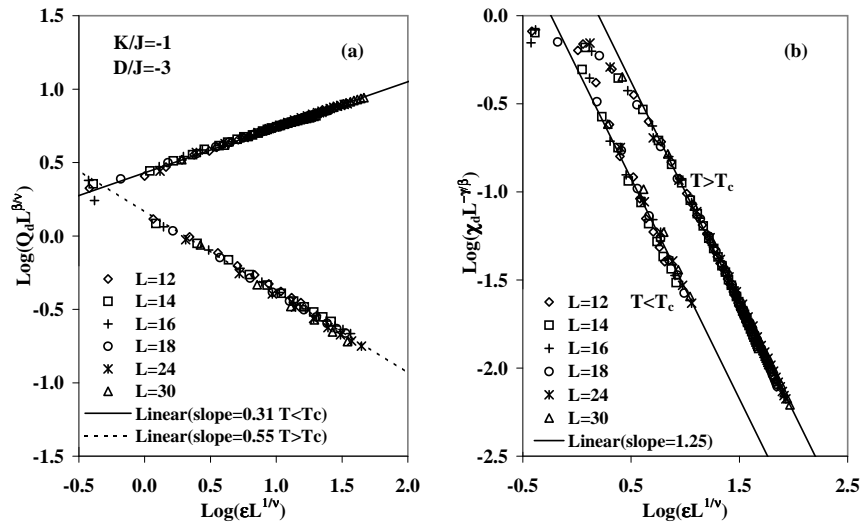 (a)
K/J=-1
D/J=-3
Log(Q_dL^{β/ν})
1.5
1.0
0.5
0.0
-0.5
-1.0
-1.5
L=12
L=14
L=16
L=18
L=24
L=30
Linear(slope=0.31 T<Tc)
Linear(slope=0.55 T>Tc)
-0.5
0.0
0.5
1.0
1.5
2.0
Log(εL^{1/ν})
(b)
Log(χ_dL^{-γ/β})
0.0
-0.5
-1.0
-1.5
-2.0
-2.5
T>T_c
T<T_c
L=12
L=14
L=16
L=18
L=24
L=30
Linear(slope=1.25)
-0.5
0.5
1.5
2.5
Log(εL^{1/ν})